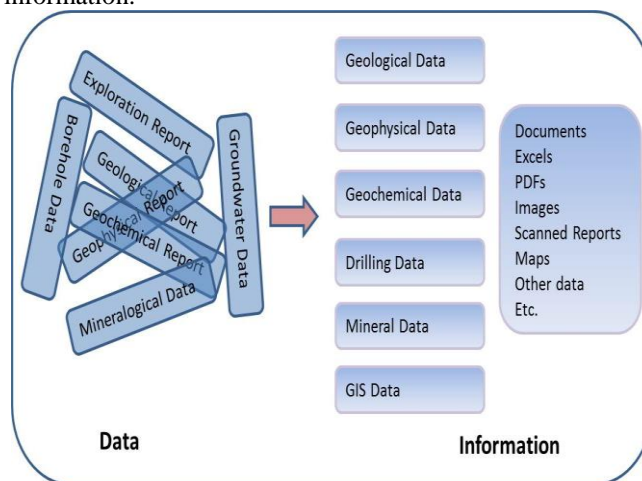 information.
Exploration Report
Borehole Data
Geological Report
Geophysical Report
Geochemical Report
Mineralogical Data
Groundwater Data
Data
Geological Data
Geophysical Data
Geochemical Data
Drilling Data
Mineral Data
GIS Data
Documents
Excels
PDFs
Images
Scanned Reports
Maps
Other data
Etc.
Information